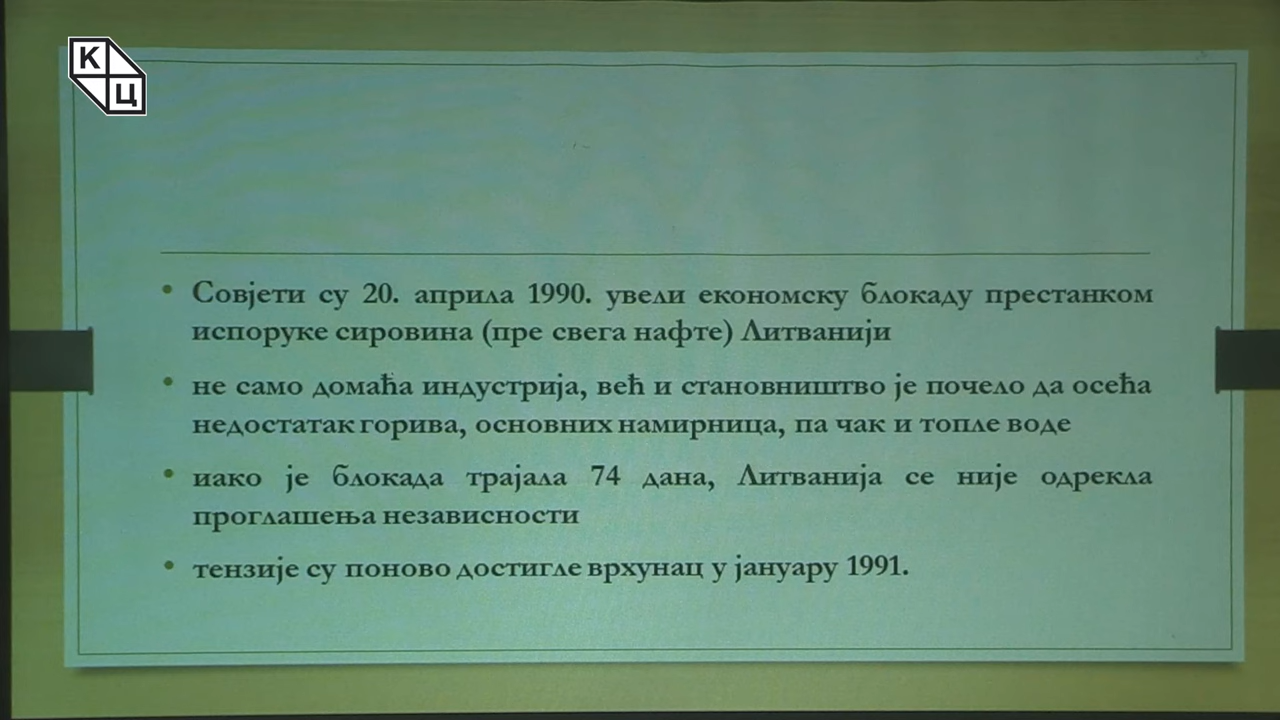 КЦ
• Совјети су 20. априла 1990. увели економску блокаду престанком
испоруке сировина (пре свега нафте) Литванији
• не само домаћа индустрија, већ и становништво је почело да осећа
недостатак горива, основних намирница, па чак и топле воде
• иако је блокада трајала 74 дана, Литванија се није одрекла
проглашења независности
• тензије су поново достигле врхунац у јануару 1991.